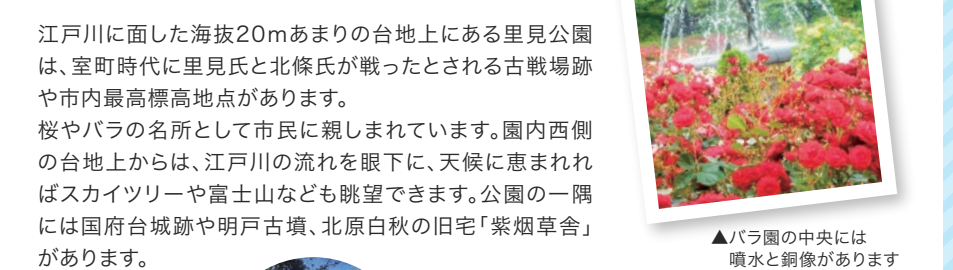 江戸川に面した海抜20mあまりの台地上にある里見公園
は、室町時代に里見氏と北條氏が戦ったとされる古戦場跡
や市内最高標高地点があります。
桜やバラの名所として市民に親しまれています。園内西側
の台地上からは、江戸川の流れを眼下に、天候に恵まれれ
ばスカイツリーや富士山なども眺望できます。公園の一隅
には国府台城跡や明戸古墳、北原白秋の旧宅「紫烟草舎」
があります。
▲バラ園の中央には
噴水と銅像があります